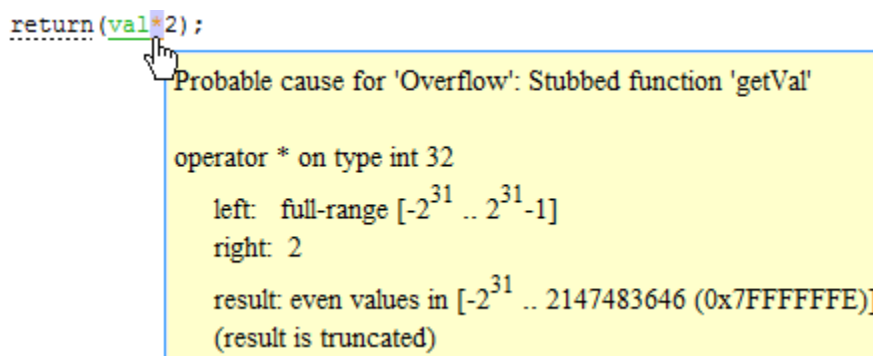 return(val*2);
Probable cause for 'Overflow': Stubbed function 'getVal'
operator * on type int 32
left: full-range [-2^31 .. 2^31-1]
right: 2
result: even values in [-2^31 .. 2147483646 (0x7FFFFFFE)]
(result is truncated)